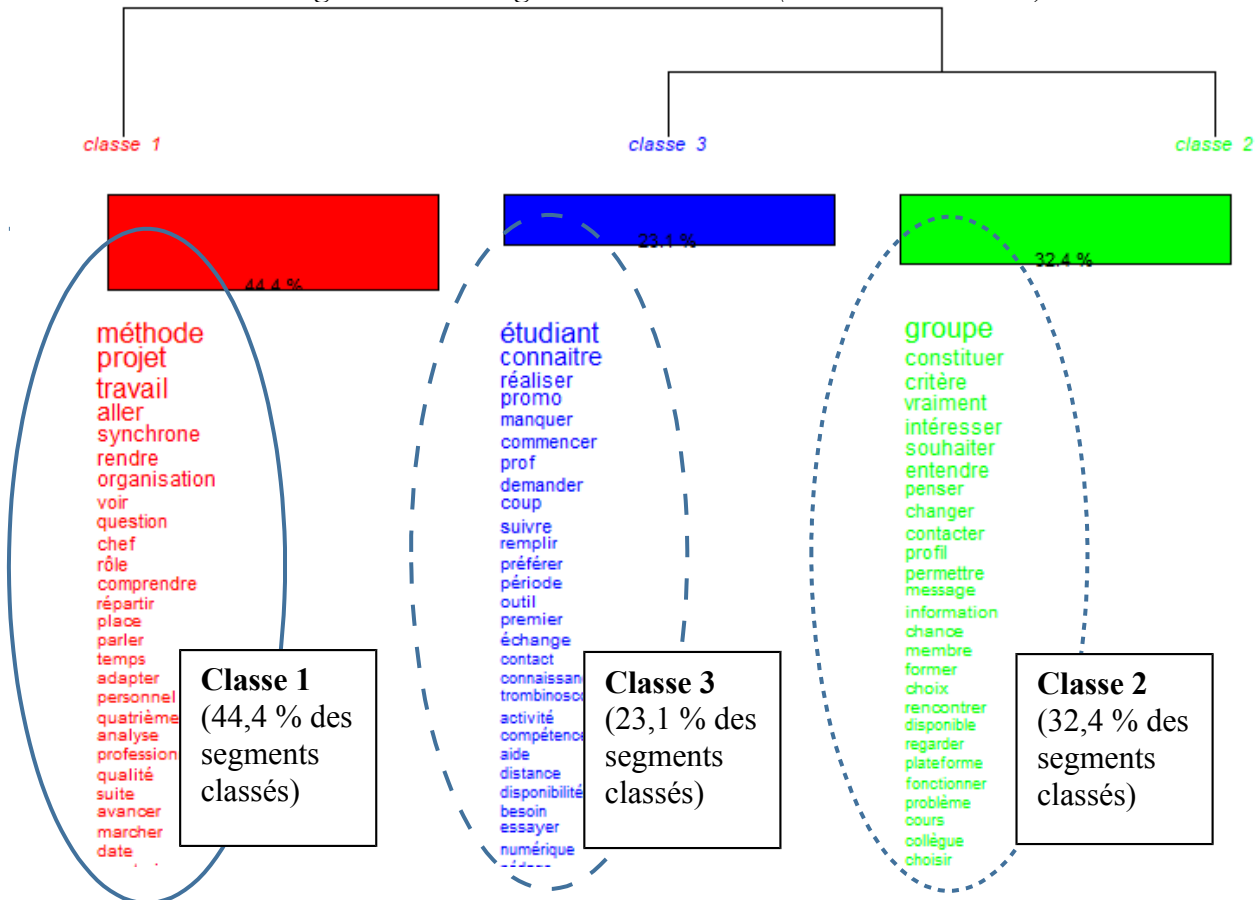 classe 1
classe 3
classe 2
44.4 %
23.1 %
32.4 %
méthode
projet
travail
aller
synchrone
rendre
organisation
voir
question
chef
rôle
comprendre
répartir
place
parler
temps
adapter
personnel
quatrième
analyse
qualité
suite
avancer
marcher
date
Classe 1
(44,4 % des
segments
classés)
étudiant
connaitre
réaliser
promo
manquer
commencer
prof
demander
coup
suivre
remplir
préférer
période
outil
premier
échange
contact
activité
compétence
aide
distance
disponibilité
besoin
essayer
numérique
Classe 3
(23,1 % des
segments
classés)
groupe
constituer
critère
vraiment
intéresser
souhaiter
entendre
penser
changer
contacter
profil
permettre
message
information
chance
membre
former
choix
rencontrer
disponible
regarder
plateforme
fonctionner
problème
cours
collègue
choisir
Classe 2
(32,4 % des
segments
classés)